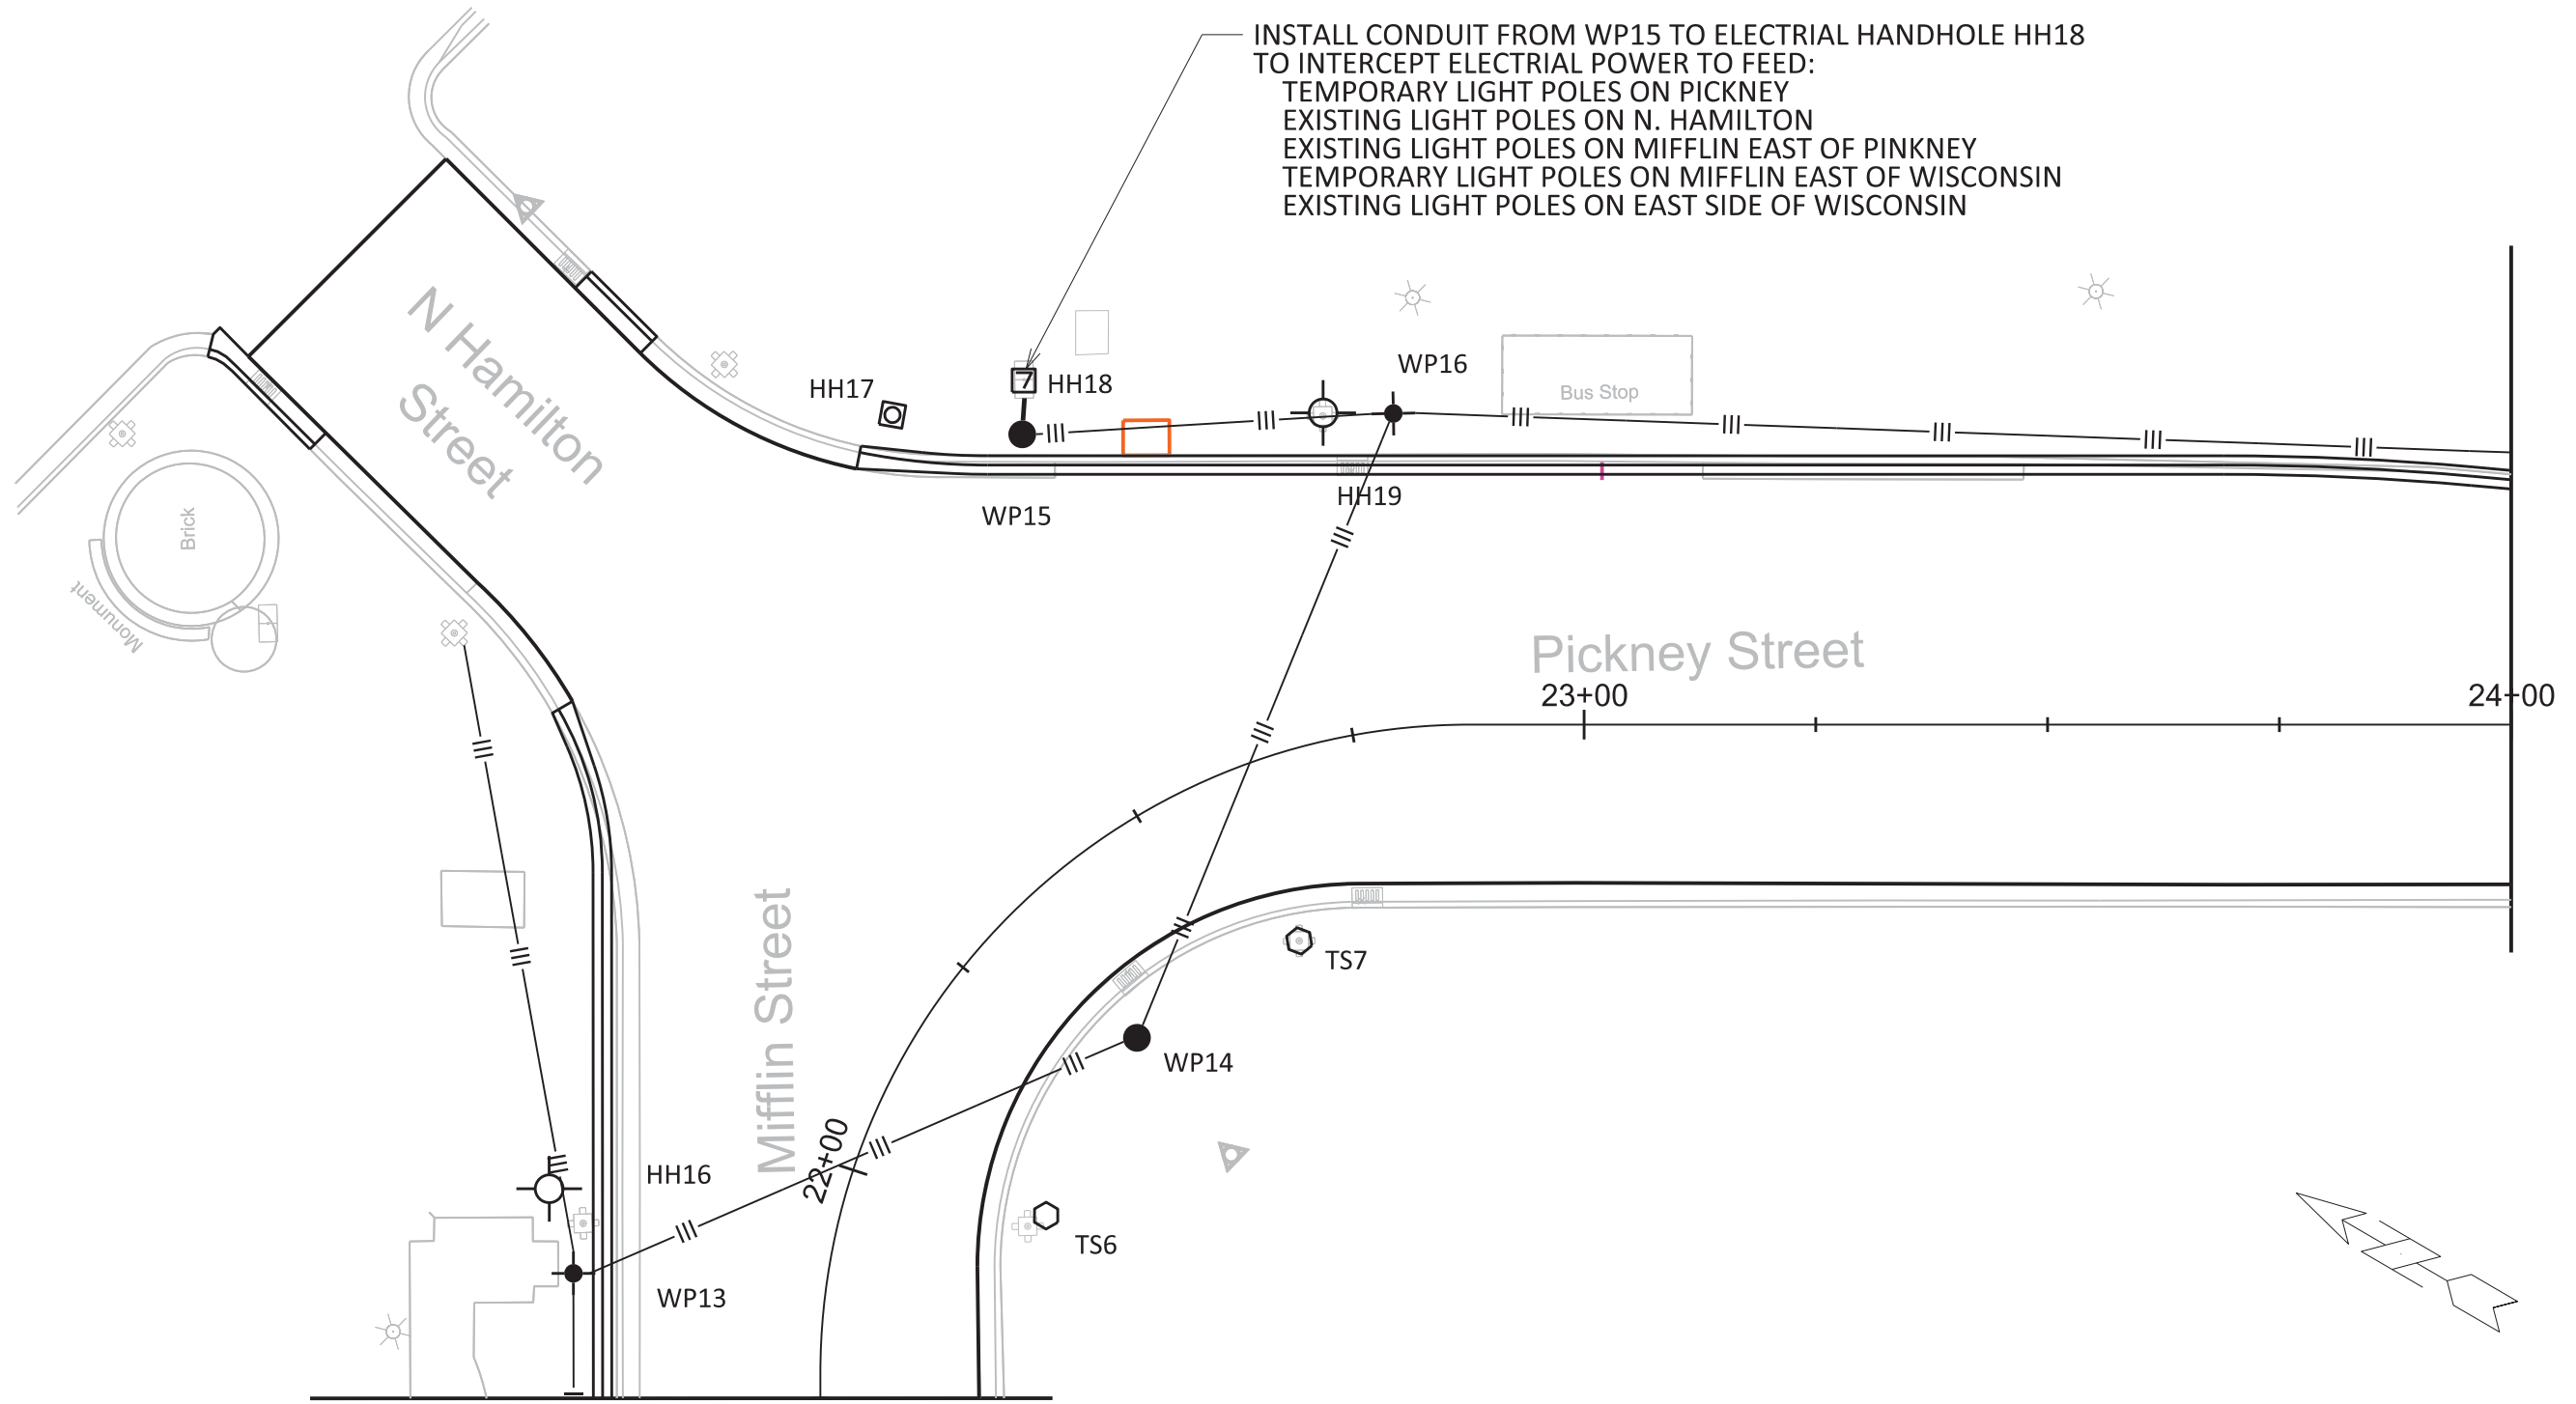 INSTALL CONDUIT FROM WP15 TO ELECTRIAL HANDHOLE HH18
TO INTERCEPT ELECTRIAL POWER TO FEED:
TEMPORARY LIGHT POLES ON PICKNEY
EXISTING LIGHT POLES ON N. HAMILTON
EXISTING LIGHT POLES ON MIFFLIN EAST OF PINKNEY
TEMPORARY LIGHT POLES ON MIFFLIN EAST OF WISCONSIN
EXISTING LIGHT POLES ON EAST SIDE OF WISCONSIN
N Hamilton
Street
HH17
7
HH18
WP16
Bus Stop
WP15
HH19
Brick
Monument
Pickney Street
23+00
24+00
Mifflin Street
TS7
WP14
22+00
HH16
TS6
WP13